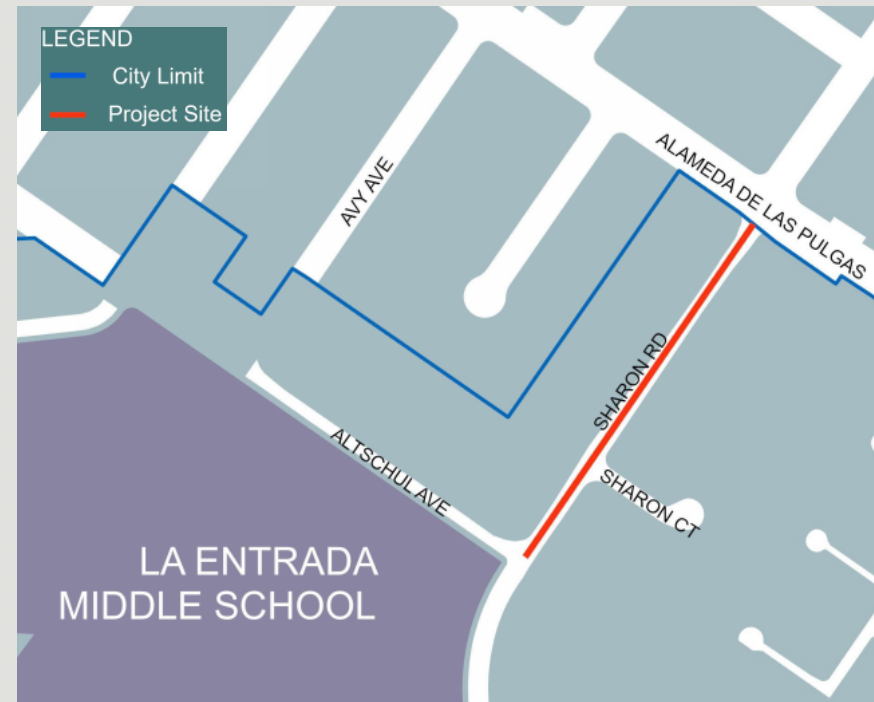 LEGEND
City Limit
Project Site
AVY AVE
ALAMEDA DE LAS PULGAS
SHARON RD
ALTSCHUL AVE
SHARON CT
LA ENTRADA
MIDDLE SCHOOL